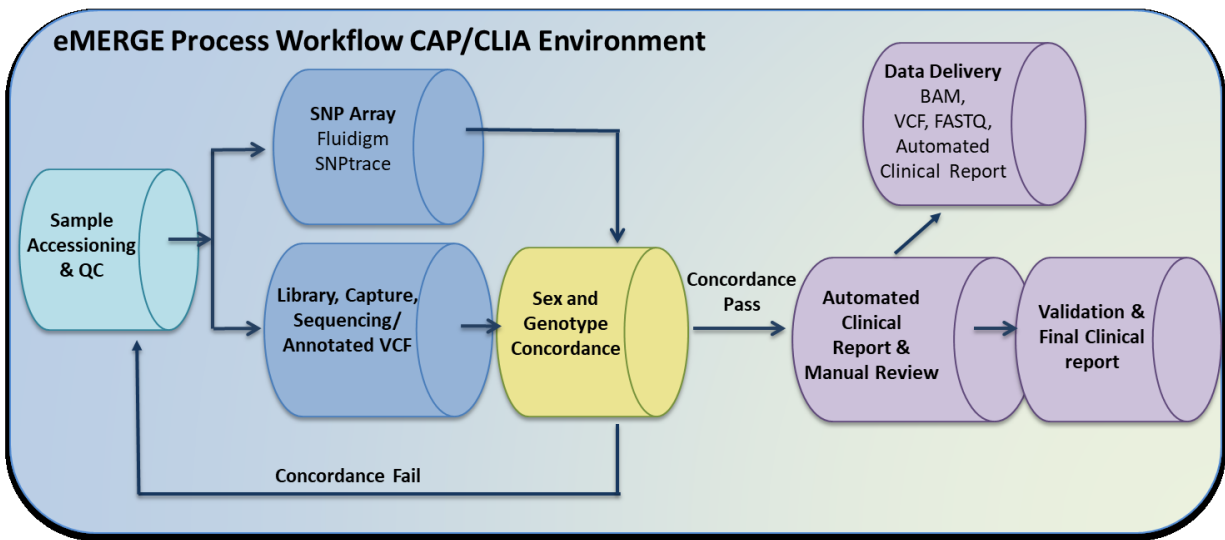 eMERGE Process Workflow CAP/CLIA Environment
Sample
Accessioning
& QC
SNP Array
Fluidigm
SNPtrace
Library, Capture,
Sequencing/
Annotated VCF
Sex and
Genotype
Concordance
Concordance
Pass
Concordance Fail
Automated
Clinical
Report &
Manual Review
Data Delivery
BAM,
VCF, FASTQ,
Automated
Clinical Report
Validation &
Final Clinical
report